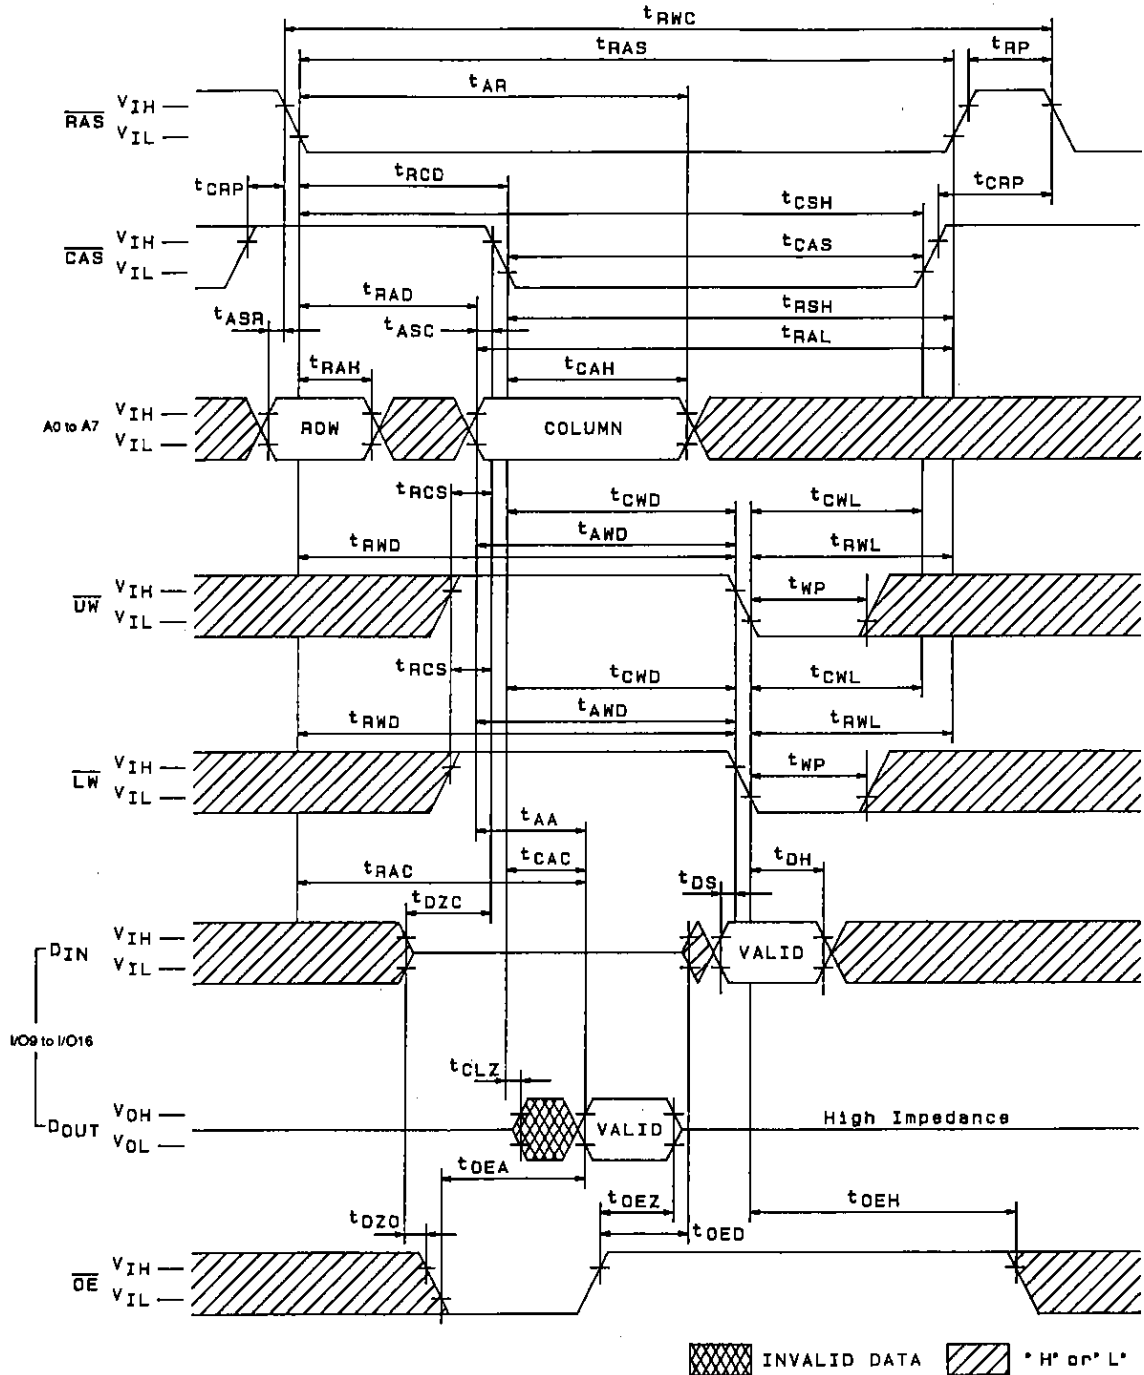 tRWC
tRAS
tRP
tAR
RAS
VIH
VIL
tCRP
tRCD
tCRP
tCSH
CAS
VIH
VIL
tCAS
tRAD
tRSH
tASR
tASC
tRAL
tRAH
tCAH
A0 to A7
VIH
VIL
ROW
COLUMN
tRCS
tCWD
tCWL
tAWD
tRWD
tRWL
UW
VIH
VIL
tWP
tRCS
tCWD
tCWL
tAWD
tRWD
tRWL
LW
VIH
VIL
tWP
tAA
tCAC
tDH
tRAC
tDS
tDZC
DIN
VIH
VIL
VALID
I/O9 to I/O16
tCLZ
DOUT
VOH
VOL
VALID
High Impedance
tOEA
tOEZ
tOEH
tDZO
tOED
OE
VIH
VIL
INVALID DATA
"H" or "L"